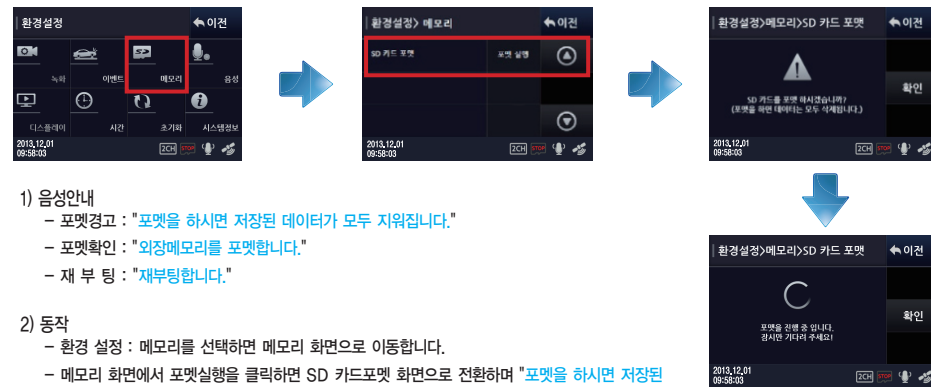 환경설정
이전
녹화
이벤트
메모리
음성
디스플레이
시간
초기화
시스템정보
2013.12.01
09:58:03
2CH STOP
환경설정> 메모리
이전
SD 카드 포맷
포맷 실행
2013.12.01
09:58:03
2CH STOP
환경설정>메모리>SD 카드 포맷
이전
SD 카드를 포맷 하시겠습니까?
(포맷을 하면 데이터는 모두 삭제됩니다.)
확인
2013.12.01
09:58:03
2CH STOP
환경설정>메모리>SD 카드 포맷
이전
포맷을 진행 중 입니다.
잠시만 기다려 주세요!
확인
2013.12.01
09:58:03
2CH STOP
1) 음성안내
- 포멧경고 : "포멧을 하시면 저장된 데이터가 모두 지워집니다."
- 포멧확인 : "외장메모리를 포멧합니다."
- 재 부 팅 : "재부팅합니다."
2) 동작
- 환경 설정 : 메모리를 선택하면 메모리 화면으로 이동합니다.
- 메모리 화면에서 포멧실행을 클릭하면 SD 카드포멧 화면으로 전환하며 "포멧을 하시면 저장된